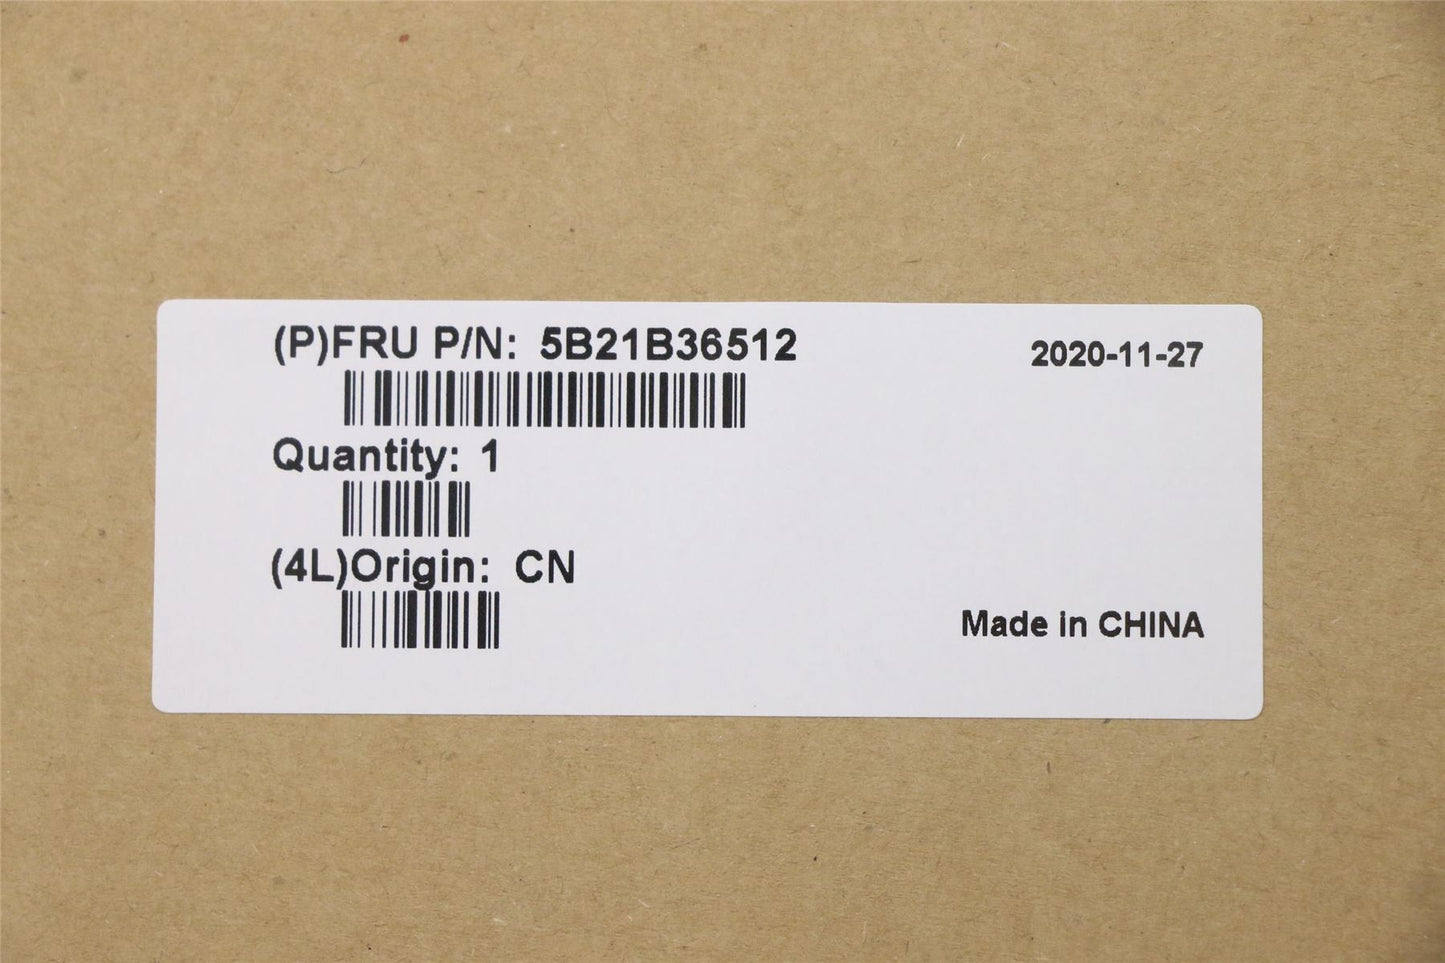 (P)FRU P/N: 5B21B36512
2020-11-27
Quantity: 1
(4L)Origin: CN
Made in CHINA